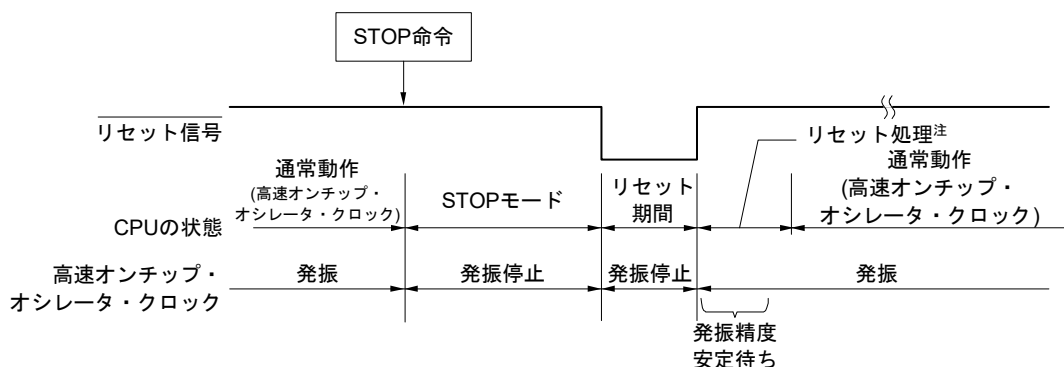 STOP命令
リセット信号
リセット処理注
通常動作
(高速オンチップ・
オシレータ・クロック)
STOPモード
リセット
期間
通常動作
(高速オンチップ・
オシレータ・クロック)
CPUの状態
高速オンチップ・
オシレータ・クロック
発振
発振停止
発振停止
発振
発振精度
安定待ち